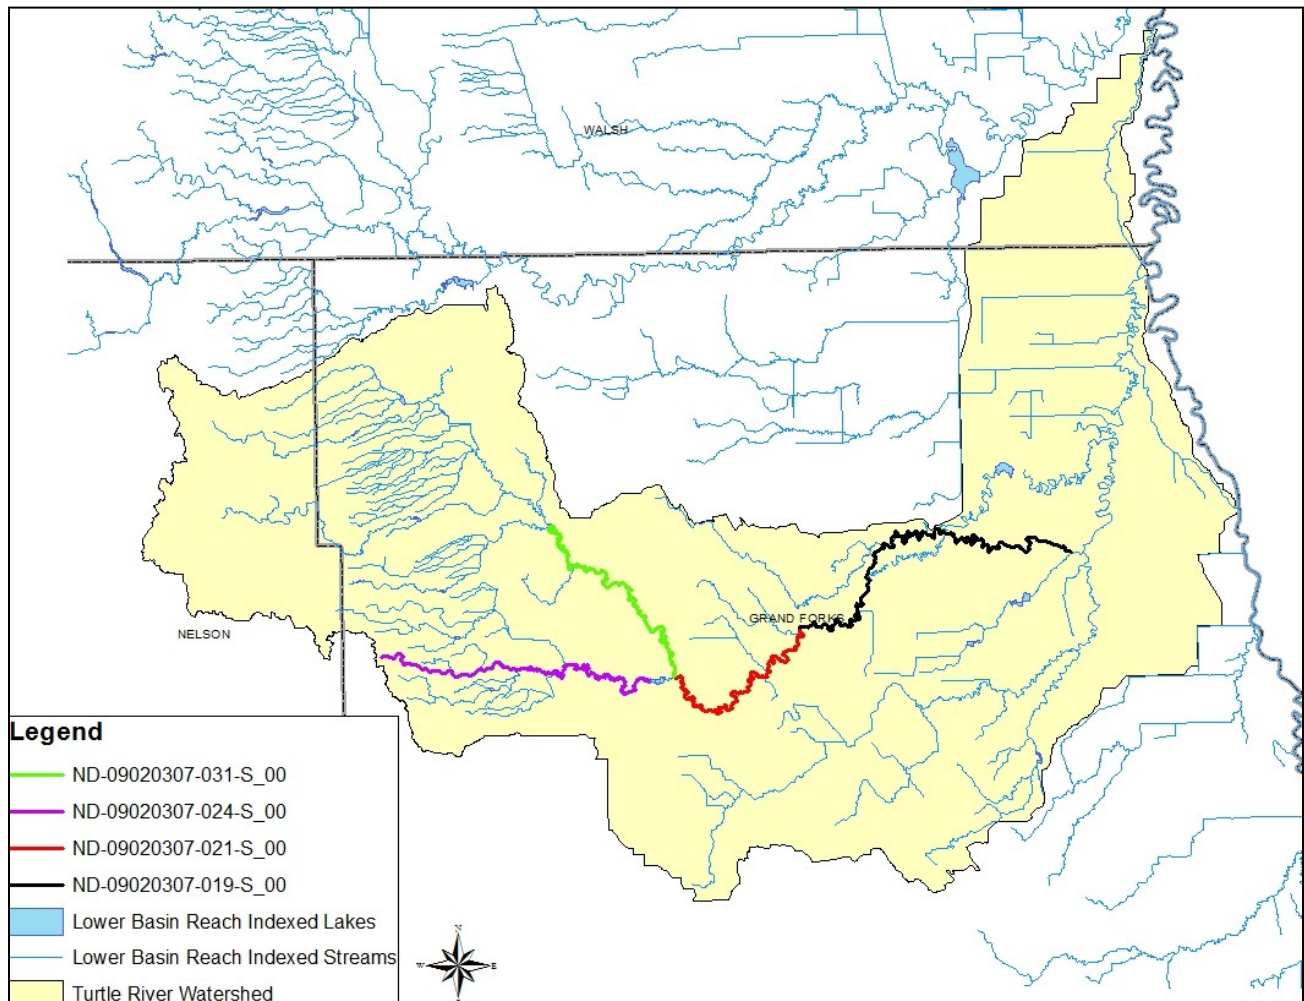 WALSH
GRAND FORKS
NELSON
Legend
ND-09020307-031-S_00
ND-09020307-024-S_00
ND-09020307-021-S_00
ND-09020307-019-S_00
Lower Basin Reach Indexed Lakes
Lower Basin Reach Indexed Streams
Turtle River Watershed
N
W E
S